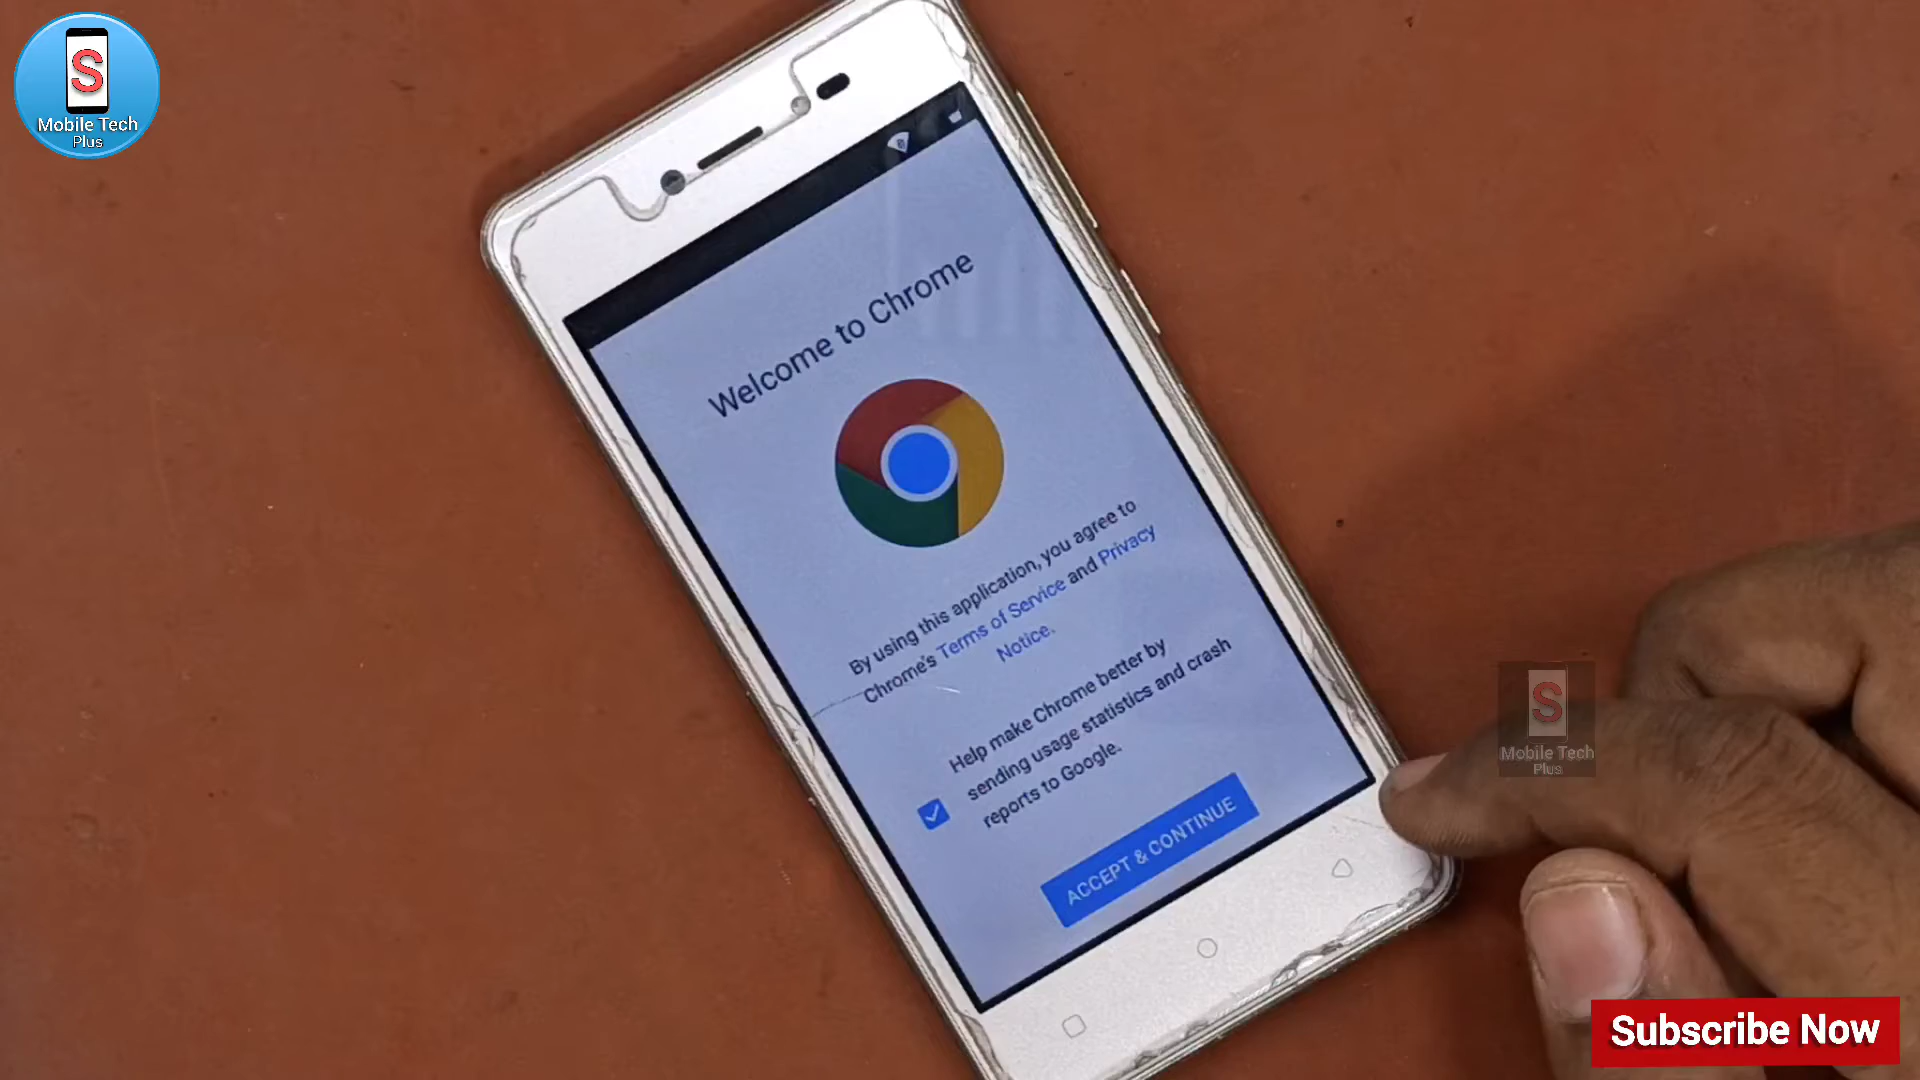 S
Mobile Tech
Plus
Welcome to Chrome
By using this application, you agree to
Chrome's Terms of Service and Privacy
Notice.
Help make Chrome better by
sending usage statistics and crash
reports to Google.
ACCEPT & CONTINUE
S
Mobile Tech
Plus
Subscribe Now